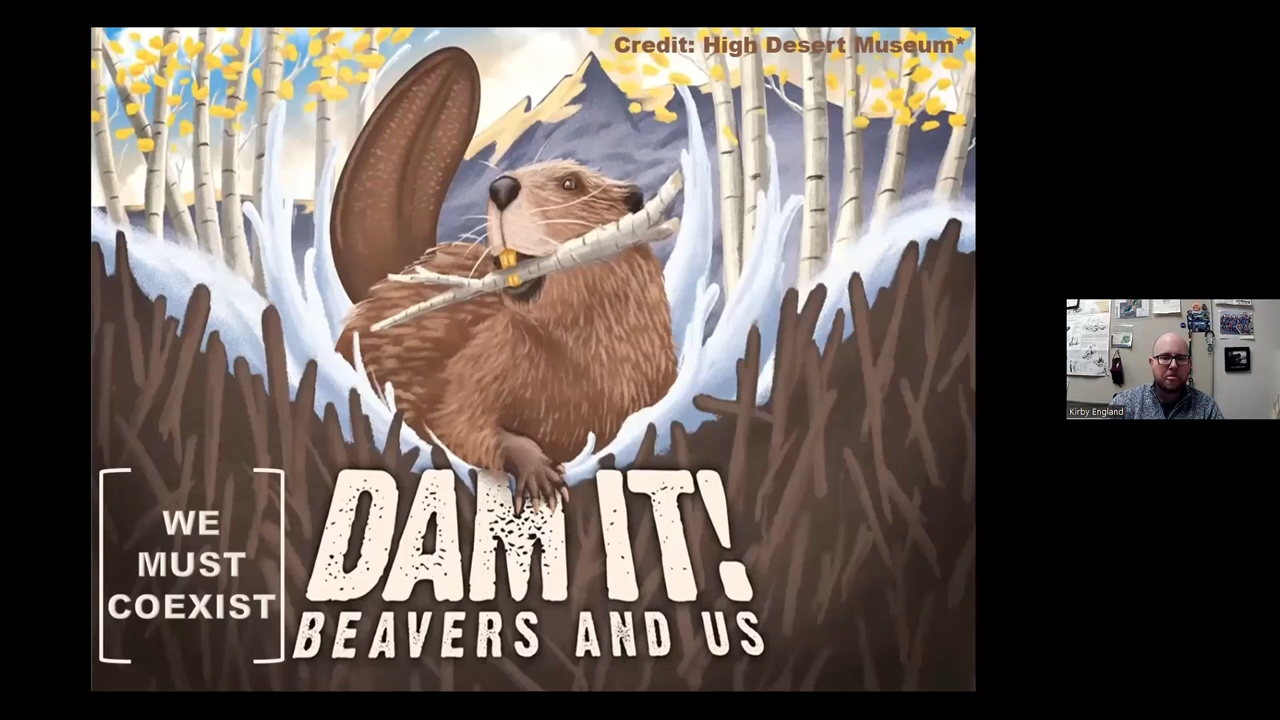 Credit: High Desert Museum*
WE
MUST
COEXIST
DAM IT!
BEAVERS AND US
Kirby England